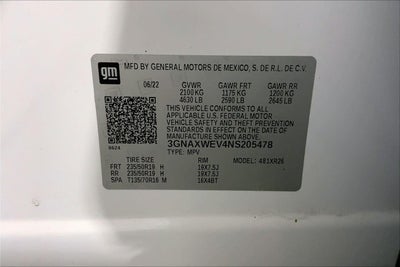 gm
MFD BY GENERAL MOTORS DE MEXICO, S. DE R.L. DE C.V.
06/22 GVWR GAWR FRT GAWR RR
2100 KG 1175 KG 1200 KG
4630 LB 2590 LB 2645 LB
THIS VEHICLE CONFORMS TO ALL APPLICABLE
U.S. FEDERAL MOTOR VEHICLE SAFETY AND THEFT
PREVENTION STANDARDS IN EFFECT ON THE DATE OF
MANUFACTURE SHOWN ABOVE.
3GNAXWEV4NS205478
8624 TYPE: MPV
TIRE SIZE RIM MODEL: 481XR26
FRT 235/50R19 H 19X7.5J
RR 235/50R19 H 19X7.5J
SPA T135/70R16 M 16X4BT